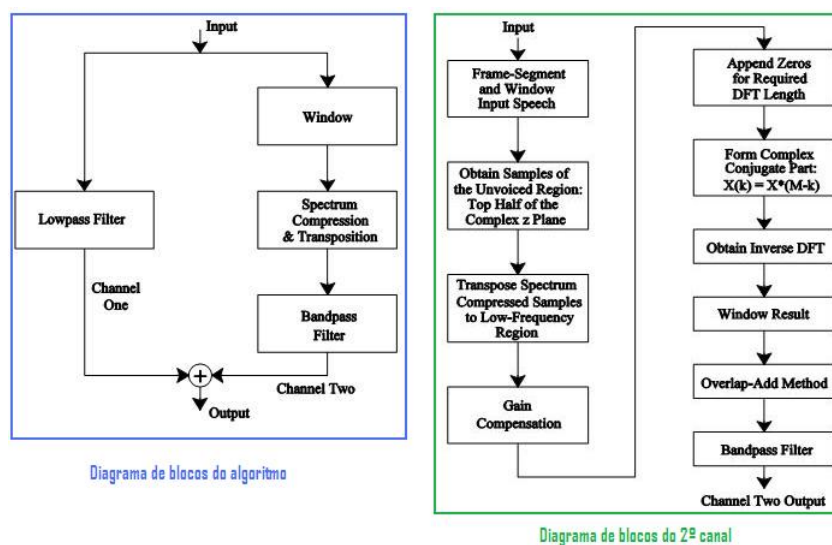 Input
Window
Lowpass Filter
Spectrum
Compression
& Transposition
Channel
One
Bandpass
Filter
+
Channel Two
Output
Diagrama de blocos do algoritmo
Input
Frame-Segment
and Window
Input Speech
Obtain Samples of
the Unvoiced Region:
Top Half of the
Complex z Plane
Transpose Spectrum
Compressed Samples
to Low-Frequency
Region
Gain
Compensation
Append Zeros
for Required
DFT Length
Form Complex
Conjugate Part:
X(k) = X*(M-k)
Obtain Inverse DFT
Window Result
Overlap-Add Method
Bandpass Filter
Channel Two Output
Diagrama de blocos do 2º canal